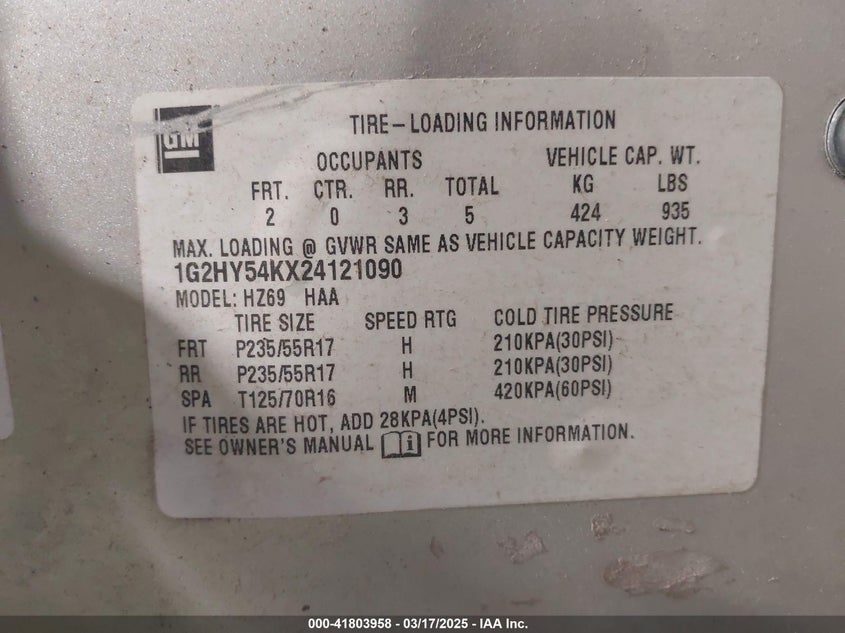 GM
TIRE-LOADING INFORMATION
OCCUPANTS VEHICLE CAP. WT.
FRT. CTR. RR. TOTAL KG LBS
2 0 3 5 424 935
MAX. LOADING @ GVWR SAME AS VEHICLE CAPACITY WEIGHT.
1G2HY54KX24121090
MODEL: HZ69 HAA
TIRE SIZE SPEED RTG COLD TIRE PRESSURE
FRT P235/55R17 H 210KPA(30PSI)
RR P235/55R17 H 210KPA(30PSI)
SPA T125/70R16 M 420KPA(60PSI)
IF TIRES ARE HOT, ADD 28KPA(4PSI).
SEE OWNER'S MANUAL i FOR MORE INFORMATION.
000-41803958 - 03/17/2025 - IAA Inc.